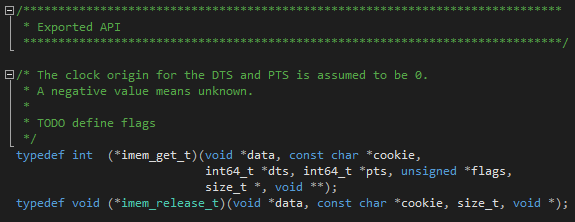 /*****************************************************************************
 * Exported API
 *****************************************************************************/
/* The clock origin for the DTS and PTS is assumed to be 0.
 * A negative value means unknown.
 *
 * TODO define flags
 */
typedef int  (*imem_get_t)(void *data, const char *cookie,
                           int64_t *dts, int64_t *pts, unsigned *flags,
                           size_t *, void **);
typedef void (*imem_release_t)(void *data, const char *cookie, size_t, void *);